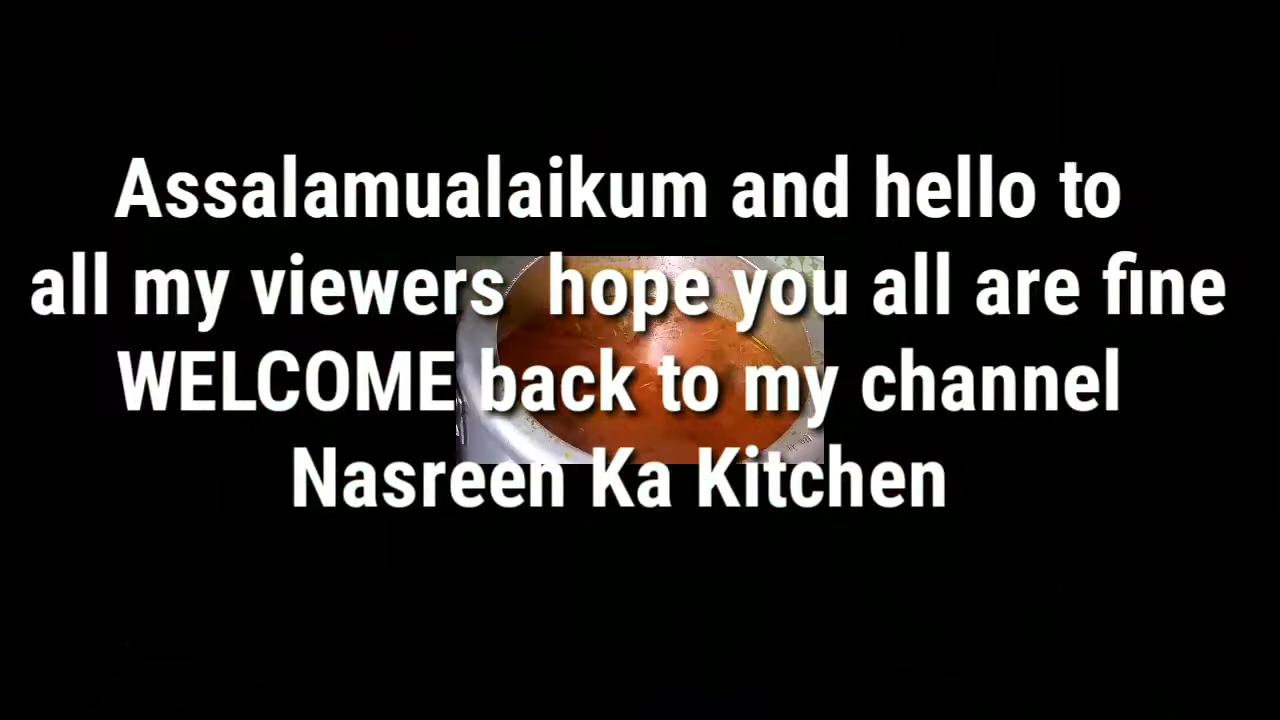 Assalamualaikum and hello to
all my viewers hope you all are fine
WELCOME back to my channel
Nasreen Ka Kitchen